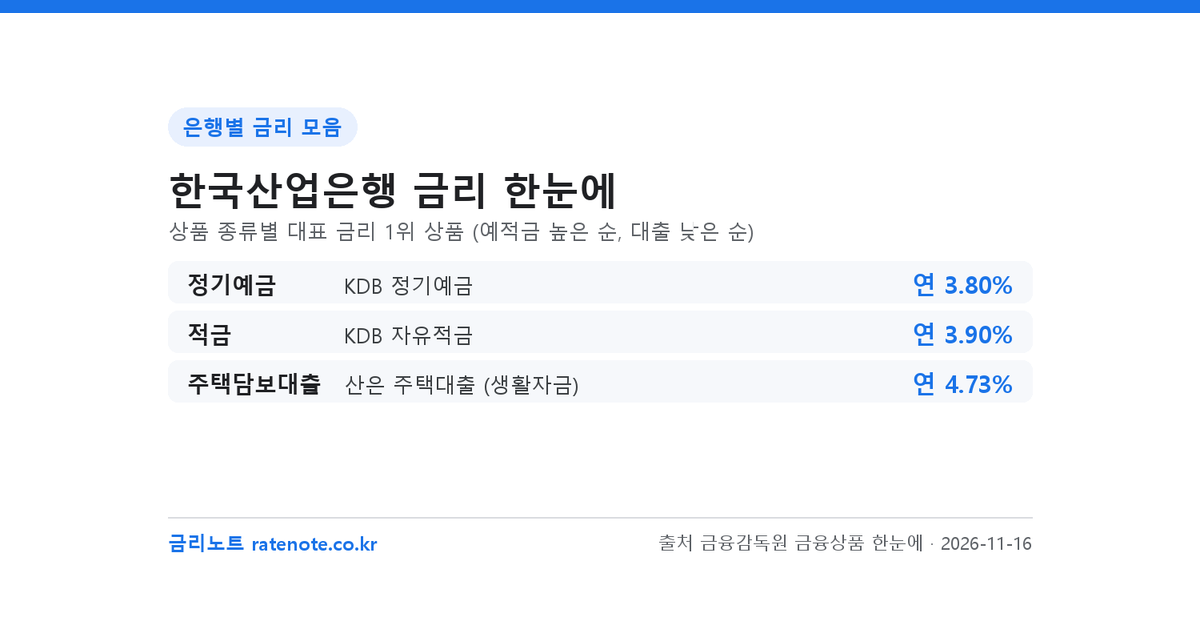 은행별 금리 모음
한국산업은행 금리 한눈에
상품 종류별 대표 금리 1위 상품 (예적금 높은 순, 대출 낮은 순)
정기예금 KDB 정기예금 연 3.80%
적금 KDB 자유적금 연 3.90%
주택담보대출 산은 주택대출 (생활자금) 연 4.73%
금리노트 ratenote.co.kr 출처 금융감독원 금융상품 한눈에 · 2026-11-16